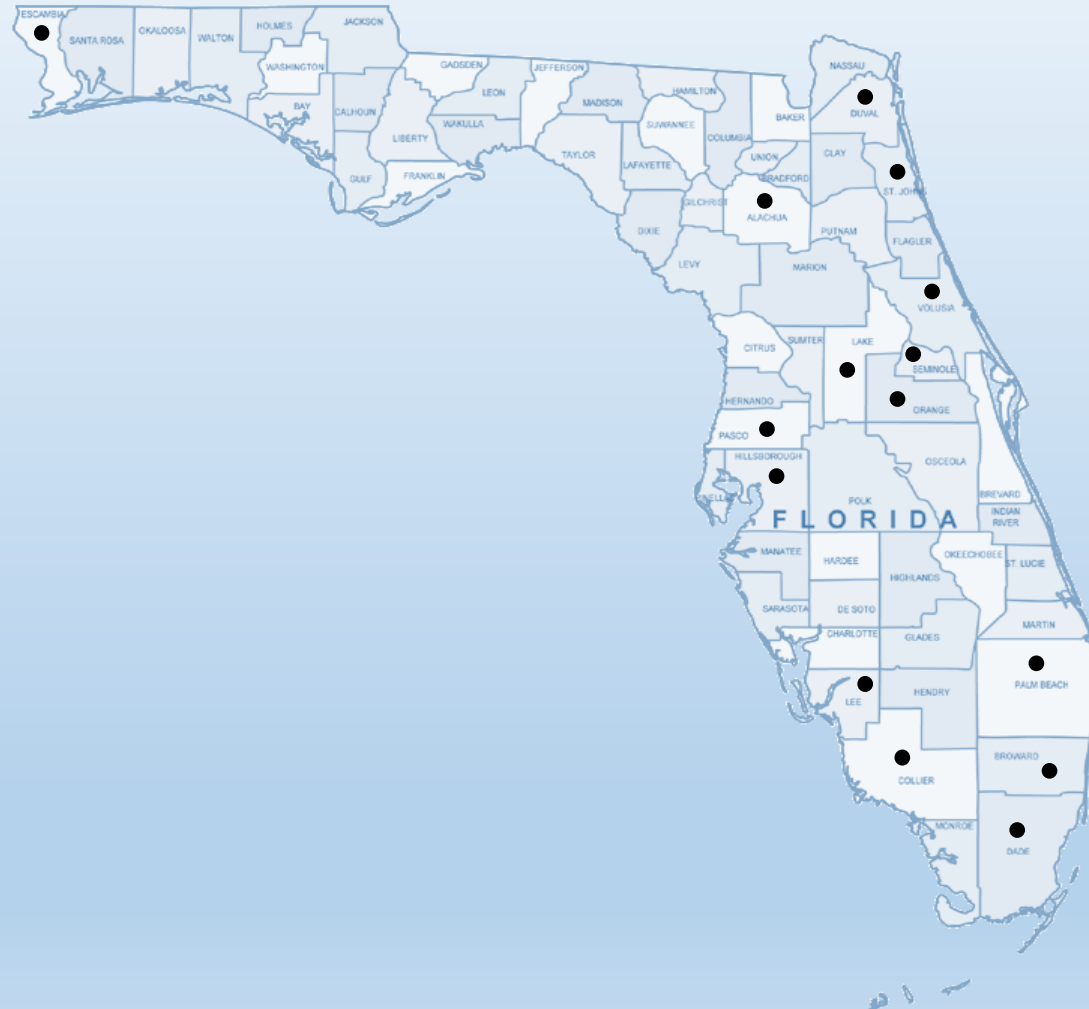 ESCAMBIA
SANTA ROSA
OKALOOSA
WALTON
HOLMES
JACKSON
WASHINGTON
BAY
CALHOUN
GULF
GADSDEN
LIBERTY
FRANKLIN
LEON
WAKULLA
JEFFERSON
MADISON
TAYLOR
HAMILTON
SUWANNEE
LAFAYETTE
DIXIE
COLUMBIA
GILCHRIST
LEVY
BAKER
UNION
BRADFORD
ALACHUA
NASSAU
DUVAL
CLAY
ST. JOHNS
PUTNAM
FLAGLER
MARION
VOLUSIA
CITRUS
SUMTER
LAKE
SEMINOLE
HERNANDO
ORANGE
PASCO
HILLSBOROUGH
OSCEOLA
POLK
BREVARD
FLORIDA
INDIAN
RIVER
MANATEE
HARDEE
HIGHLANDS
OKEECHOBEE
ST. LUCIE
SARASOTA
DE SOTO
CHARLOTTE
GLADES
MARTIN
LEE
HENDRY
PALM BEACH
COLLIER
BROWARD
MONROE
DADE